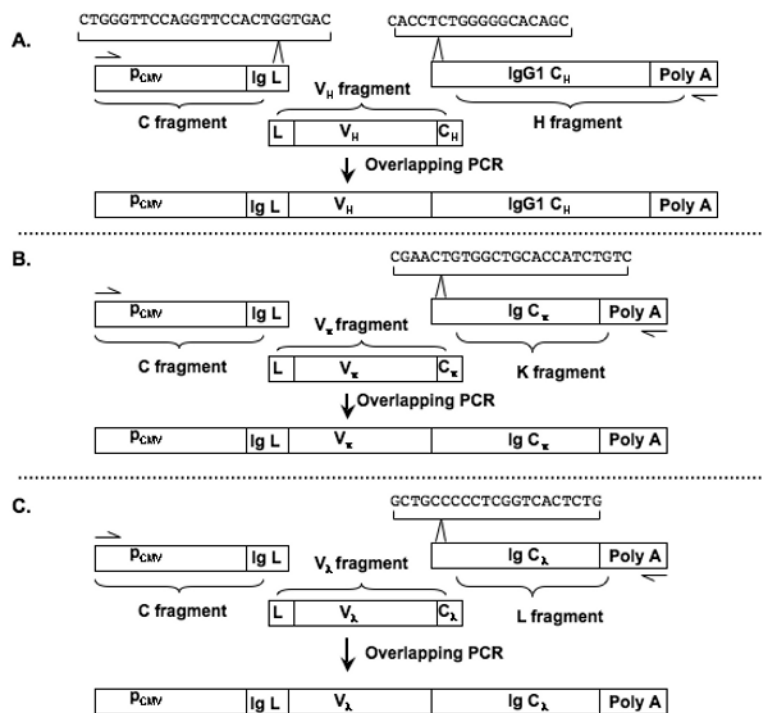 A.
CTGGGTTCCAGGTTCCACTGGTGAC CACCTCTGGGGGCACAGC
pCMV Ig L IgG1 CH Poly A
VH fragment
C fragment H fragment
L VH CH
Overlapping PCR
pCMV Ig L VH IgG1 CH Poly A
B.
CGAACTGTGGCTGCACCATCTGTC
pCMV Ig L Ig Cκ Poly A
Vκ fragment
C fragment K fragment
L Vκ Cκ
Overlapping PCR
pCMV Ig L Vκ Ig Cκ Poly A
C.
GCTGCCCCCTCGGTCACTCTG
pCMV Ig L Ig Cλ Poly A
Vλ fragment
C fragment L fragment
L Vλ Cλ
Overlapping PCR
pCMV Ig L Vλ Ig Cλ Poly A